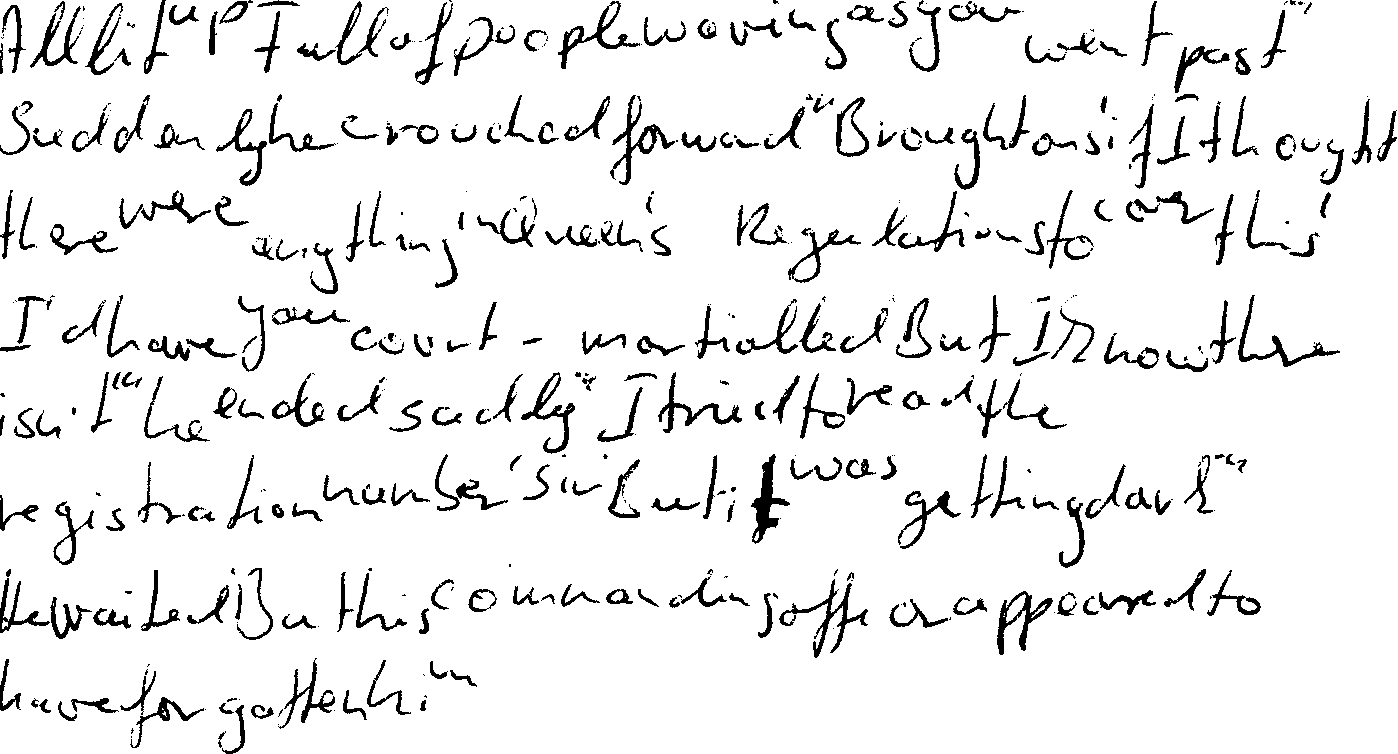 All lit up Full of people waving as you went past"
Suddenly he crouched forward "Broughton's if I thought
there were anything in Queen's Regulations to cover this'
I'd have you court - martialled But I know there
isn't" he ended sadly " I tried to read the
registration number 'Sir But it was getting dark"
He waited But his commanding officer appeared to
have forgotten him